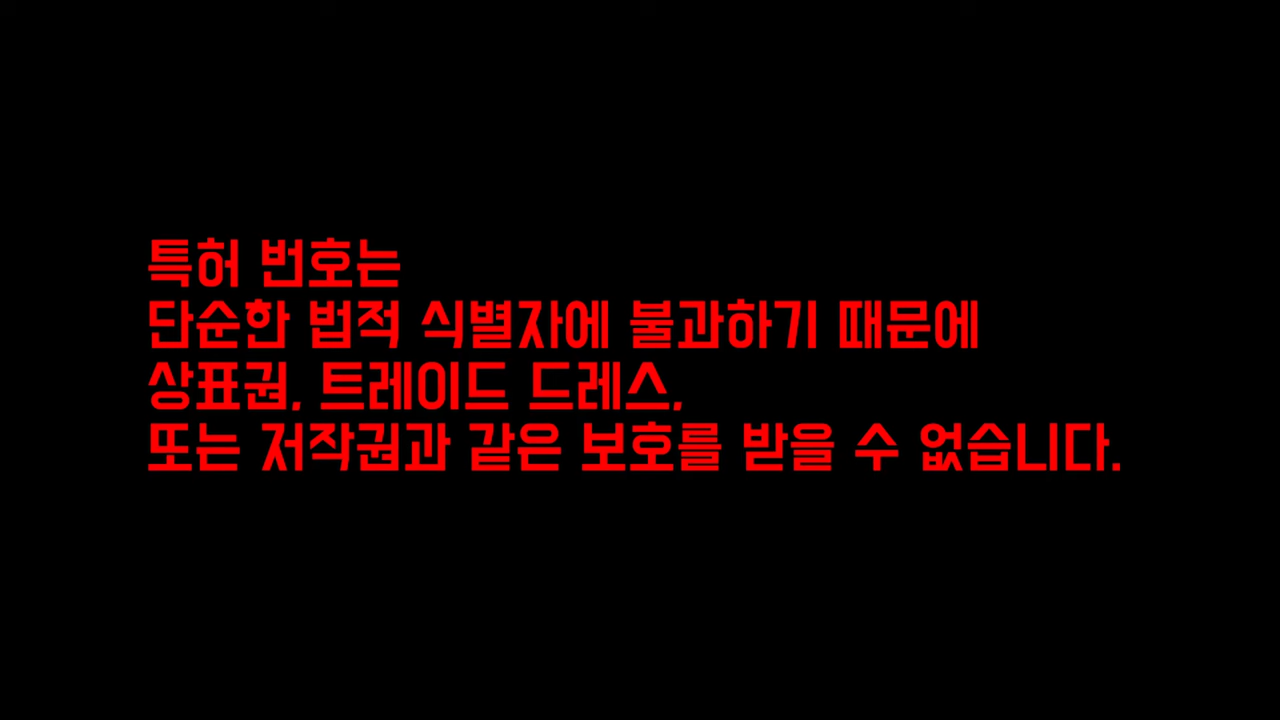 특허 번호는
단순한 법적 식별자에 불과하기 때문에
상표권, 트레이드 드레스,
또는 저작권과 같은 보호를 받을 수 없습니다.